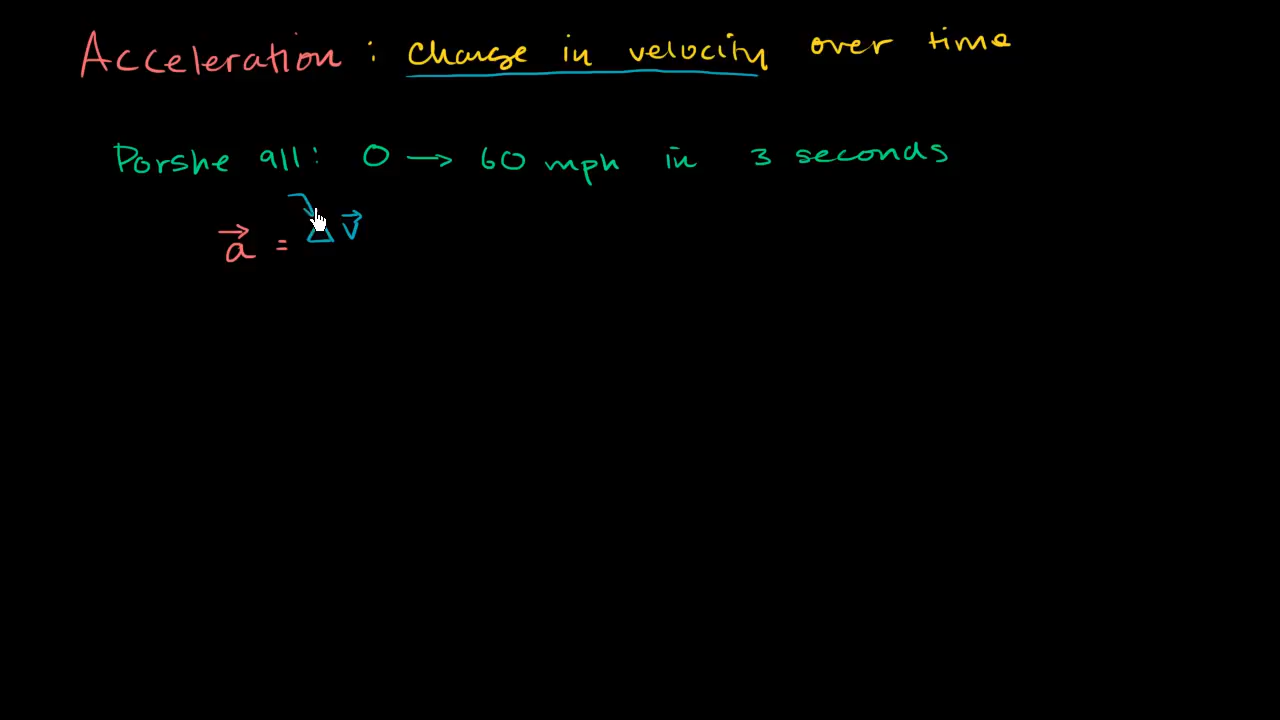 Acceleration: Change in velocity over time
Porshe 911: 0 → 60 mph in 3 seconds
a⃗ = Δv⃗